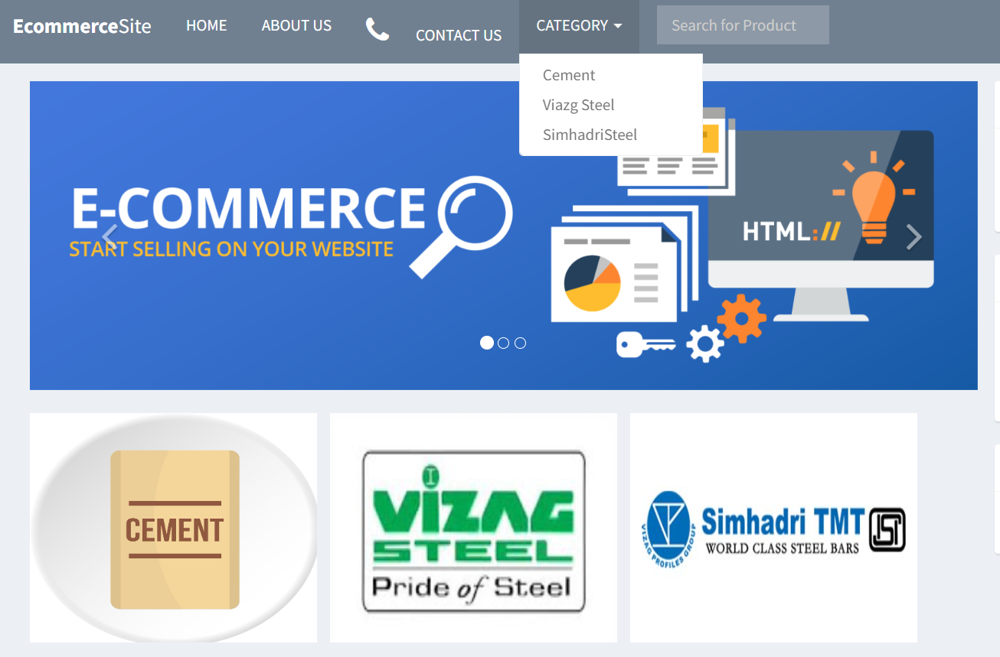 EcommerceSite
HOME
ABOUT US
CONTACT US
CATEGORY
Search for Product
Cement
Viazg Steel
SimhadriSteel
E-COMMERCE
START SELLING ON YOUR WEBSITE
HTML://
CEMENT
VIZAG
STEEL
Pride of Steel
VIZAG PROFILES GROUP
Simhadri TMT
WORLD CLASS STEEL BARS
ISI